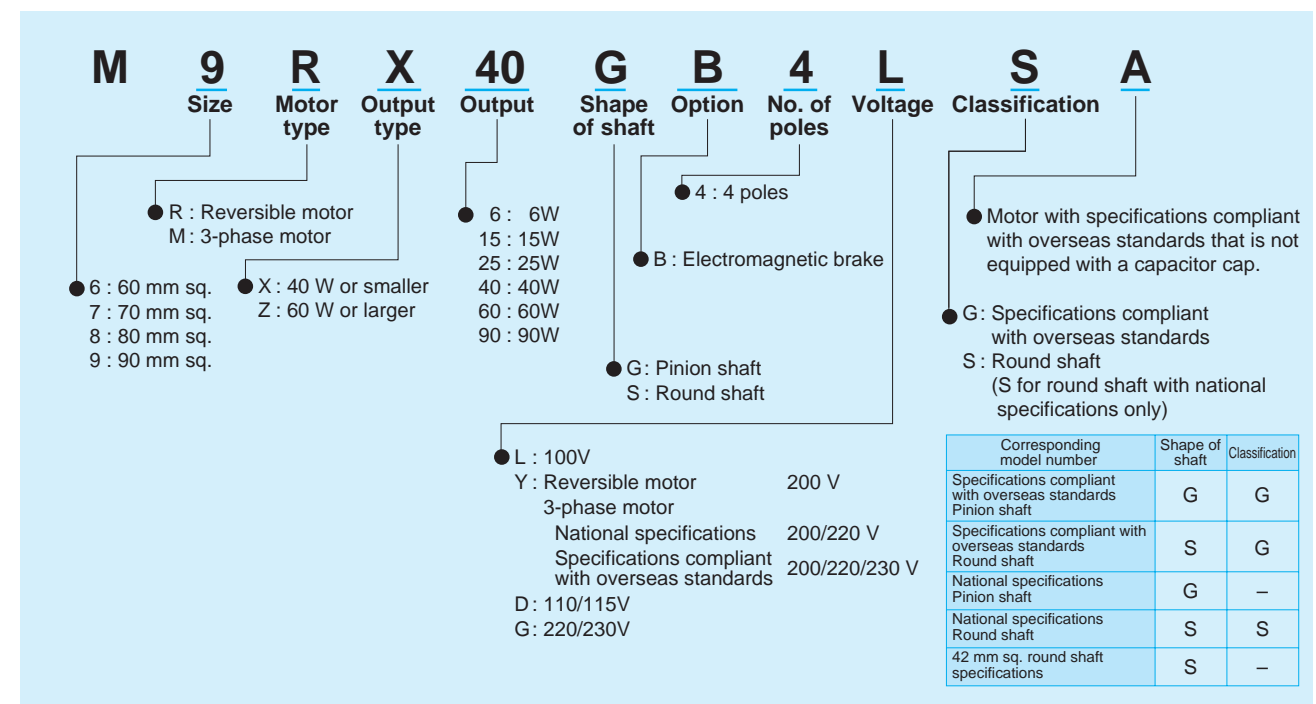 M 9 R X 40 G B 4 L S A
Size Motor type Output type Output Shape of shaft Option No. of poles Voltage Classification
R : Reversible motor
M : 3-phase motor
6 : 60 mm sq.
7 : 70 mm sq.
8 : 80 mm sq.
9 : 90 mm sq.
X : 40 W or smaller
Z : 60 W or larger
6 : 6W
15 : 15W
25 : 25W
40 : 40W
60 : 60W
90 : 90W
G : Pinion shaft
S : Round shaft
B : Electromagnetic brake
4 : 4 poles
L : 100V
Y : Reversible motor 200 V
3-phase motor
National specifications 200/220 V
Specifications compliant
with overseas standards 200/220/230 V
D : 110/115V
G : 220/230V
Motor with specifications compliant
with overseas standards that is not
equipped with a capacitor cap.
G : Specifications compliant
with overseas standards
S : Round shaft
(S for round shaft with national
specifications only)
Corresponding model number Shape of shaft Classification
Specifications compliant
with overseas standards
Pinion shaft G G
Specifications compliant with
overseas standards
Round shaft S G
National specifications
Pinion shaft G –
National specifications
Round shaft S S
42 mm sq. round shaft
specifications S –